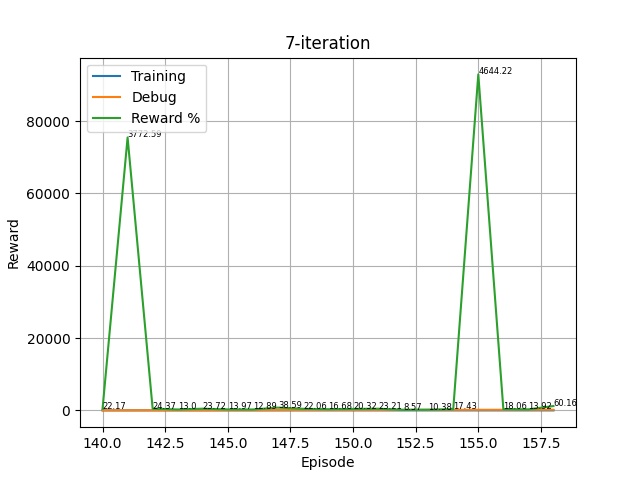 7-iteration
Training
Debug
Reward %
4644.22
3772.59
80000
60000
40000
20000
0
Reward
22.17 24.37 13.0 23.72 13.97 12.89 38.59 22.06 16.68 20.32 23.21 8.57 10.38 17.43 18.06 13.92 60.16
140.0 142.5 145.0 147.5 150.0 152.5 155.0 157.5
Episode